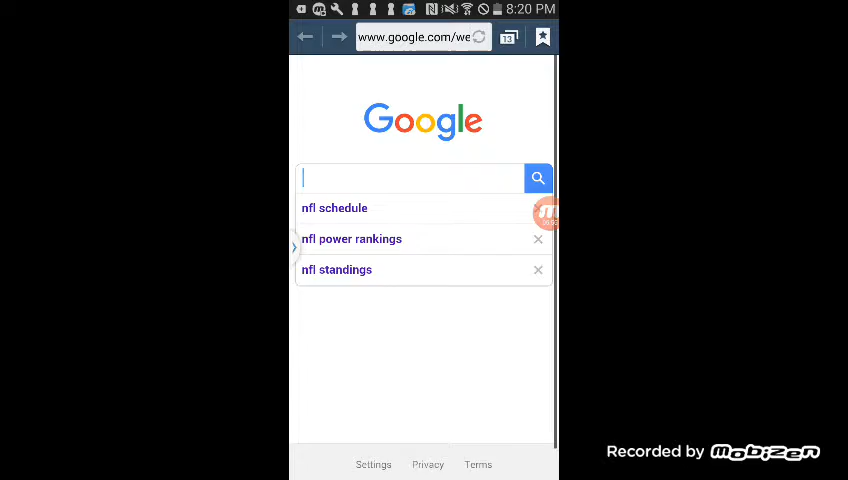 8:20 PM
www.google.com/we
13
Google
nfl schedule
nfl power rankings
nfl standings
Settings Privacy Terms
Recorded by mobizen